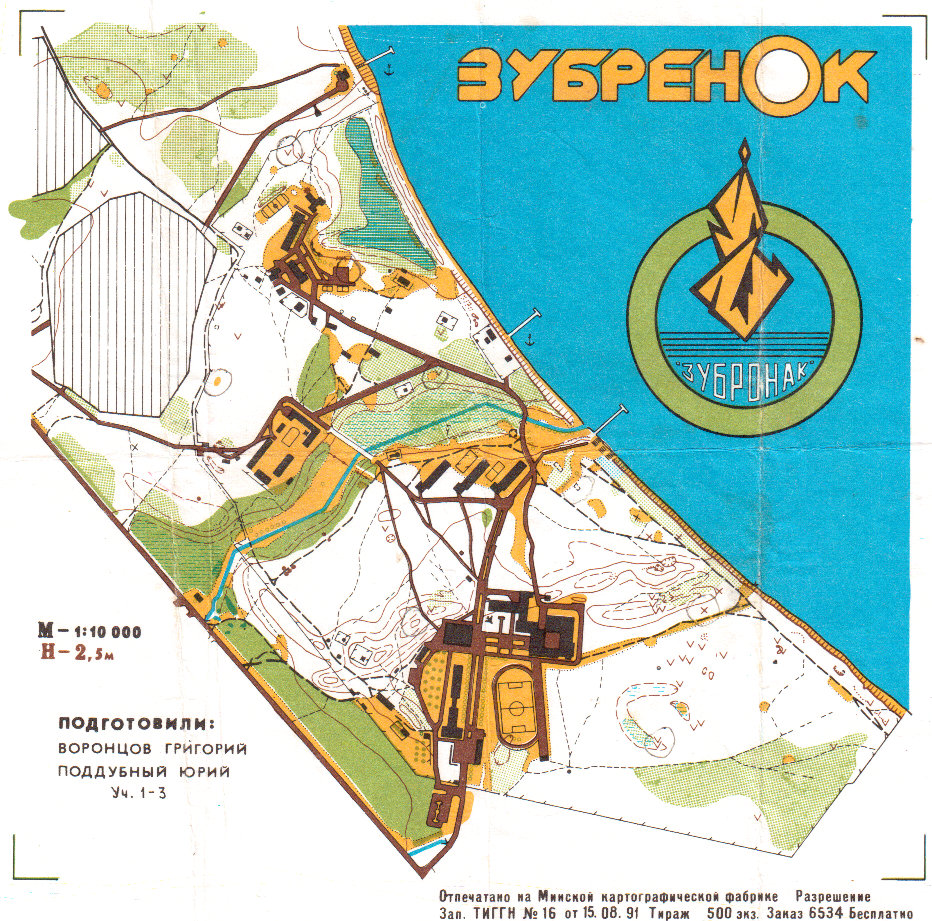 ЗУБРЕНОК
"ЗУБРОНАК"
М – 1:10 000
Н – 2,5м
ПОДГОТОВИЛИ:
ВОРОНЦОВ ГРИГОРИЙ
ПОДДУБНЫЙ ЮРИЙ
Уч. 1-3
Отпечатано на Минской картографической фабрике Разрешение
Зап. ТИГГН № 16 от 15. 08. 91 Тираж 500 экз. Заказ 6534 Бесплатно